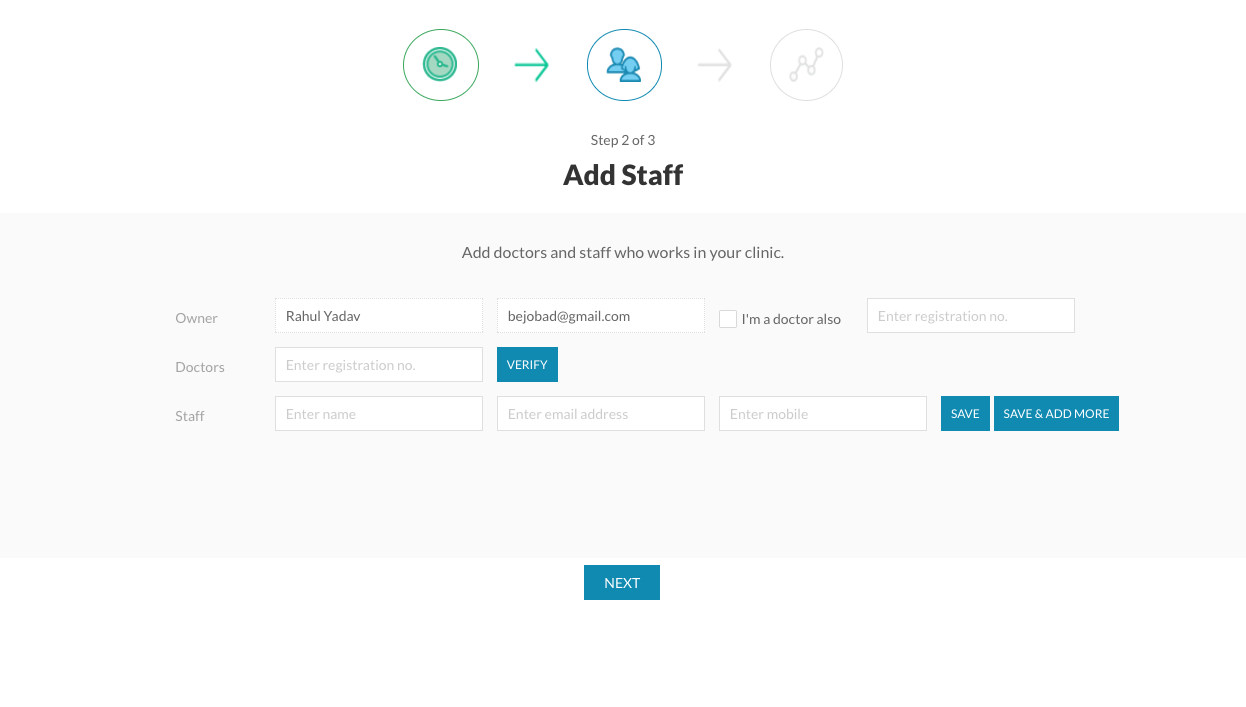 Step 2 of 3
Add Staff
Add doctors and staff who works in your clinic.
Owner Rahul Yadav bejobad@gmail.com I'm a doctor also Enter registration no.
Doctors Enter registration no. VERIFY
Staff Enter name Enter email address Enter mobile SAVE SAVE & ADD MORE
NEXT